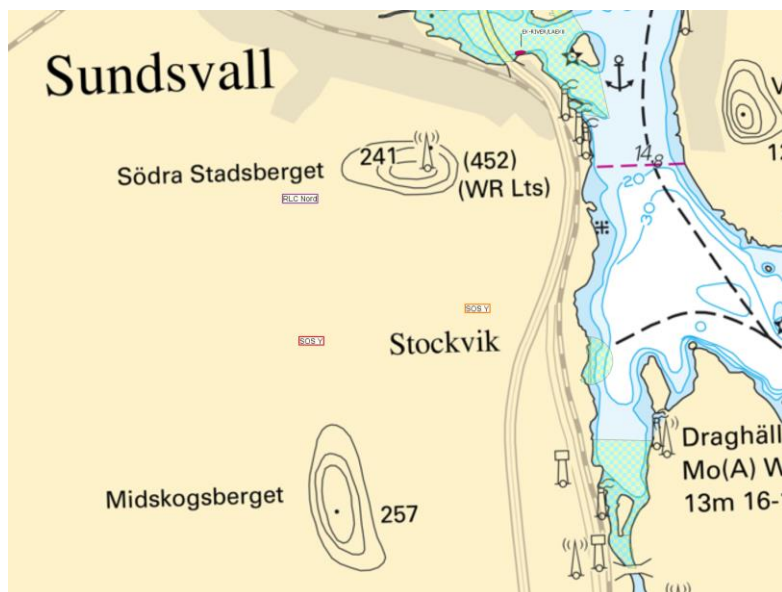 Sundsvall
14,8
20
30
241
(452)
(WR Lts)
Södra Stadsberget
RLC Nord
SOS Y
SOS Y
Stockvik
Midskogsberget
257
Draghäll
Mo(A) W
13m 16-